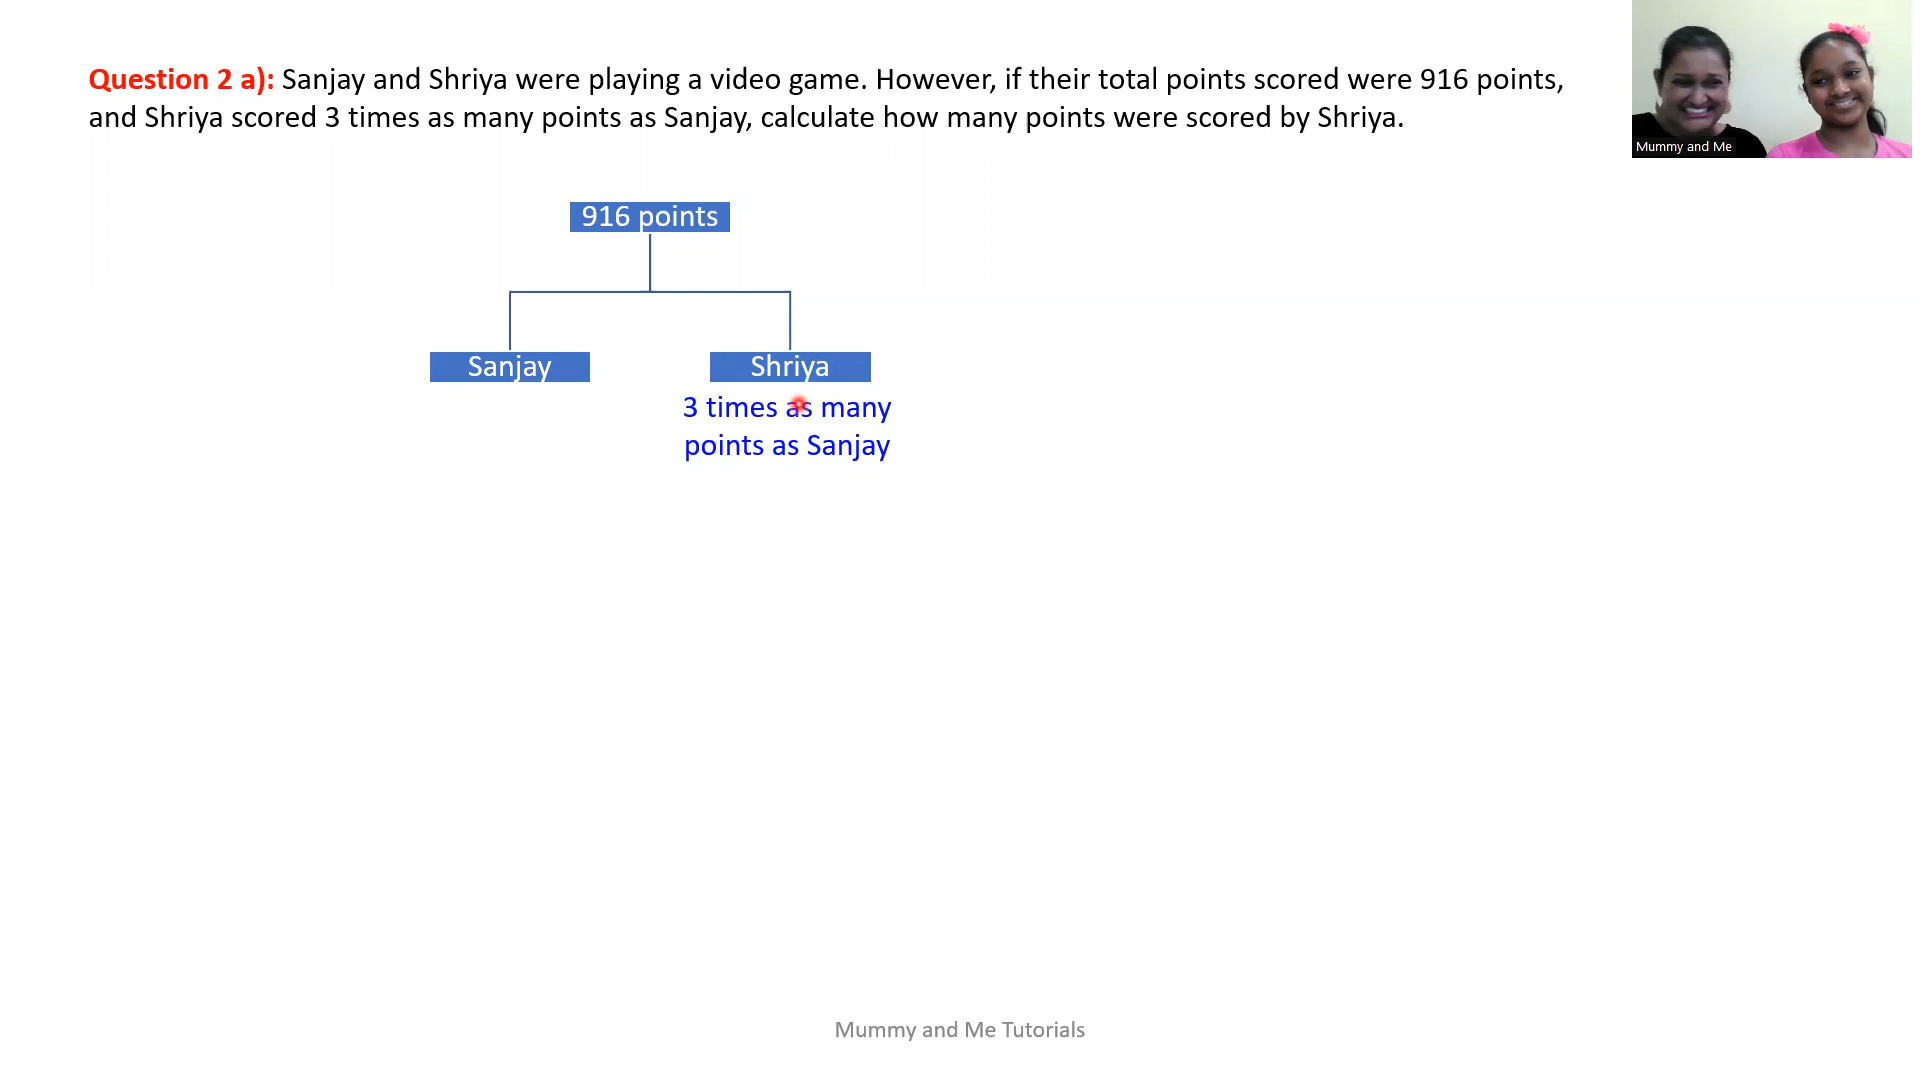 Question 2 a): Sanjay and Shriya were playing a video game. However, if their total points scored were 916 points,
and Shriya scored 3 times as many points as Sanjay, calculate how many points were scored by Shriya.
Mummy and Me
916 points
Sanjay
Shriya
3 times as many
points as Sanjay
Mummy and Me Tutorials